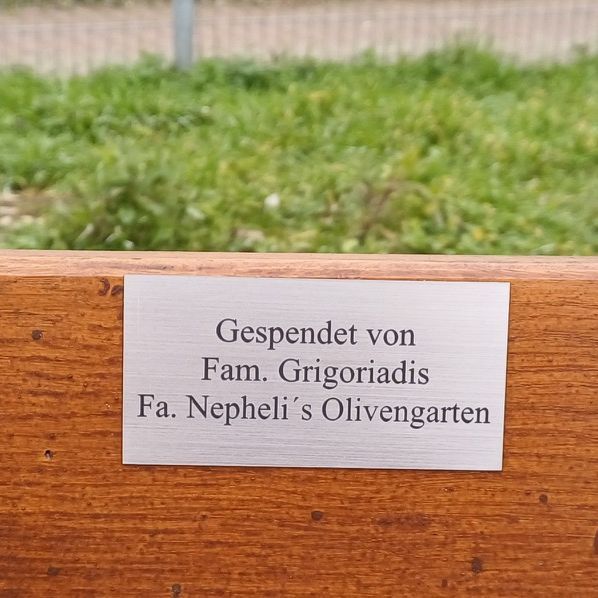 Gespendet von
Fam. Grigoriadis
Fa. Nepheli´s Olivengarten